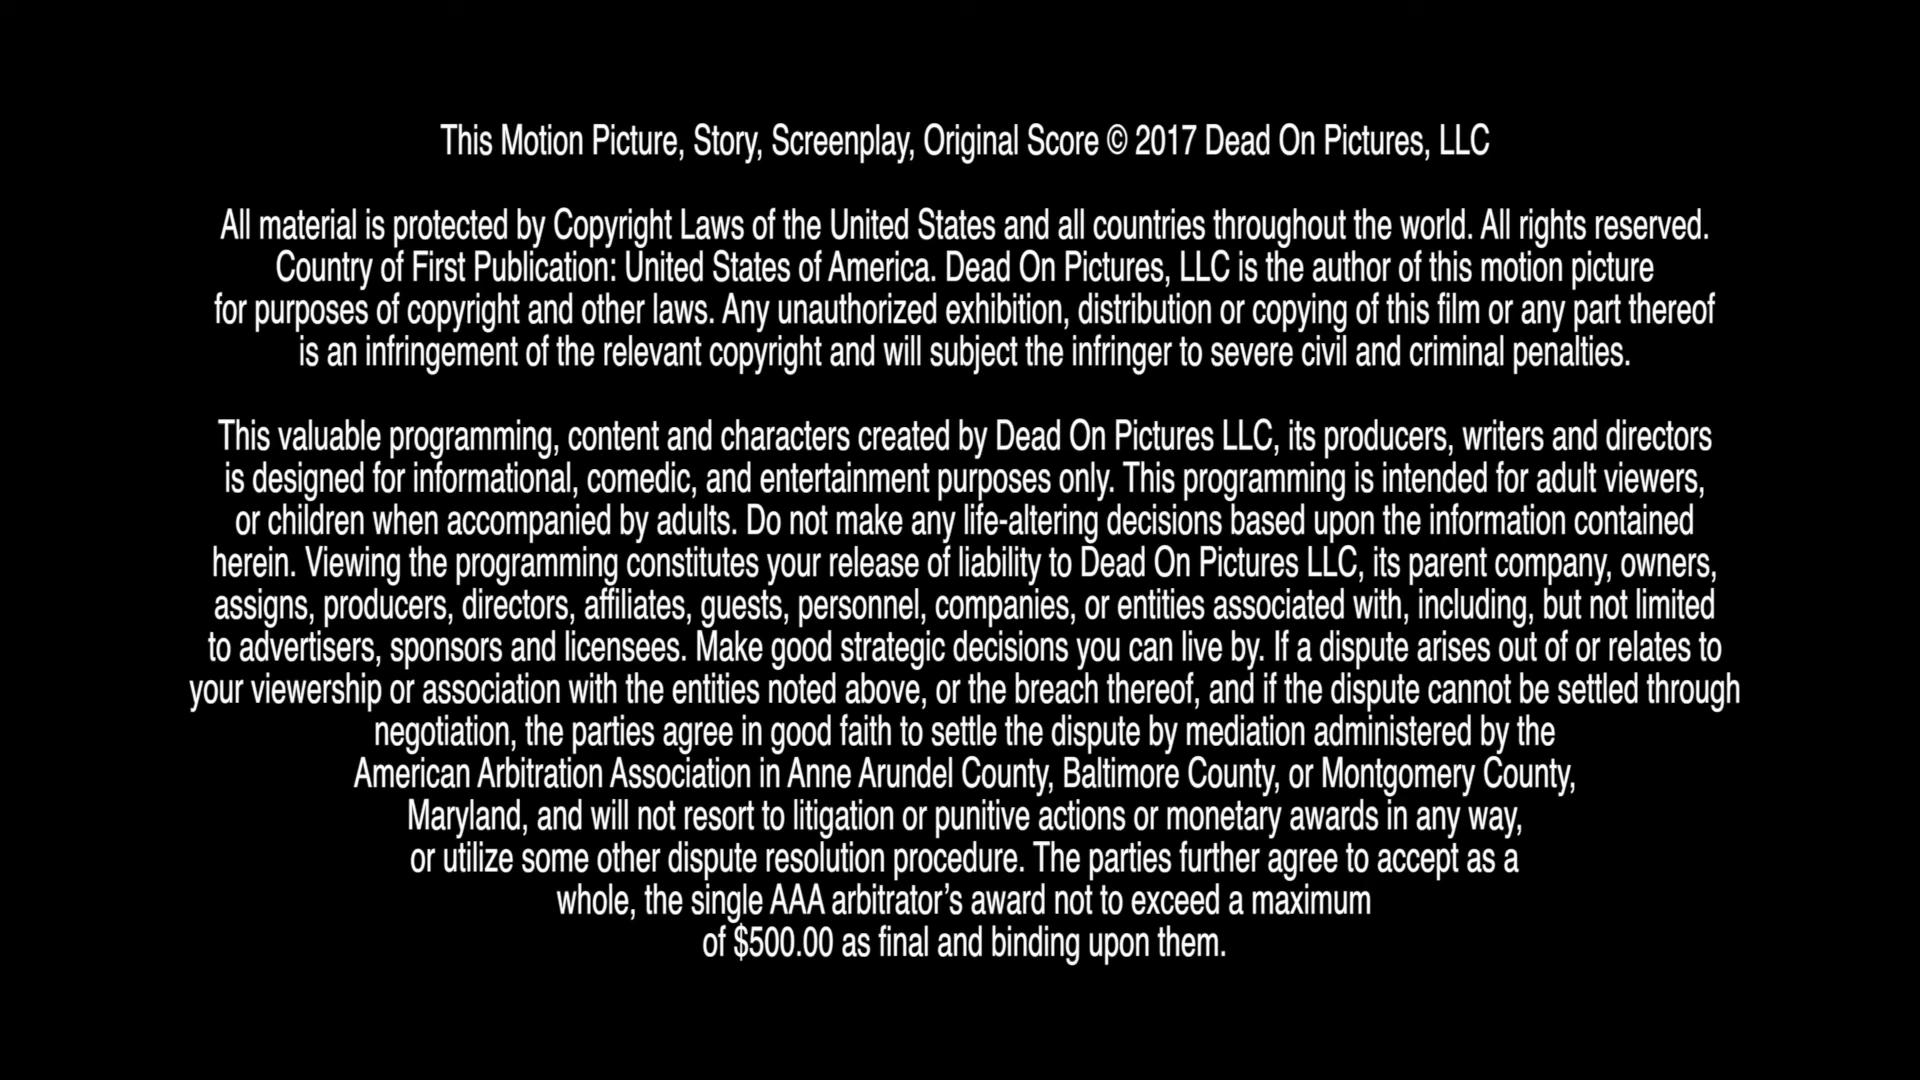 This Motion Picture, Story, Screenplay, Original Score © 2017 Dead On Pictures, LLC
All material is protected by Copyright Laws of the United States and all countries throughout the world. All rights reserved.
Country of First Publication: United States of America. Dead On Pictures, LLC is the author of this motion picture
for purposes of copyright and other laws. Any unauthorized exhibition, distribution or copying of this film or any part thereof
is an infringement of the relevant copyright and will subject the infringer to severe civil and criminal penalties.
This valuable programming, content and characters created by Dead On Pictures LLC, its producers, writers and directors
is designed for informational, comedic, and entertainment purposes only. This programming is intended for adult viewers,
or children when accompanied by adults. Do not make any life-altering decisions based upon the information contained
herein. Viewing the programming constitutes your release of liability to Dead On Pictures LLC, its parent company, owners,
assigns, producers, directors, affiliates, guests, personnel, companies, or entities associated with, including, but not limited
to advertisers, sponsors and licensees. Make good strategic decisions you can live by. If a dispute arises out of or relates to
your viewership or association with the entities noted above, or the breach thereof, and if the dispute cannot be settled through
negotiation, the parties agree in good faith to settle the dispute by mediation administered by the
American Arbitration Association in Anne Arundel County, Baltimore County, or Montgomery County,
Maryland, and will not resort to litigation or punitive actions or monetary awards in any way,
or utilize some other dispute resolution procedure. The parties further agree to accept as a
whole, the single AAA arbitrator’s award not to exceed a maximum
of $500.00 as final and binding upon them.